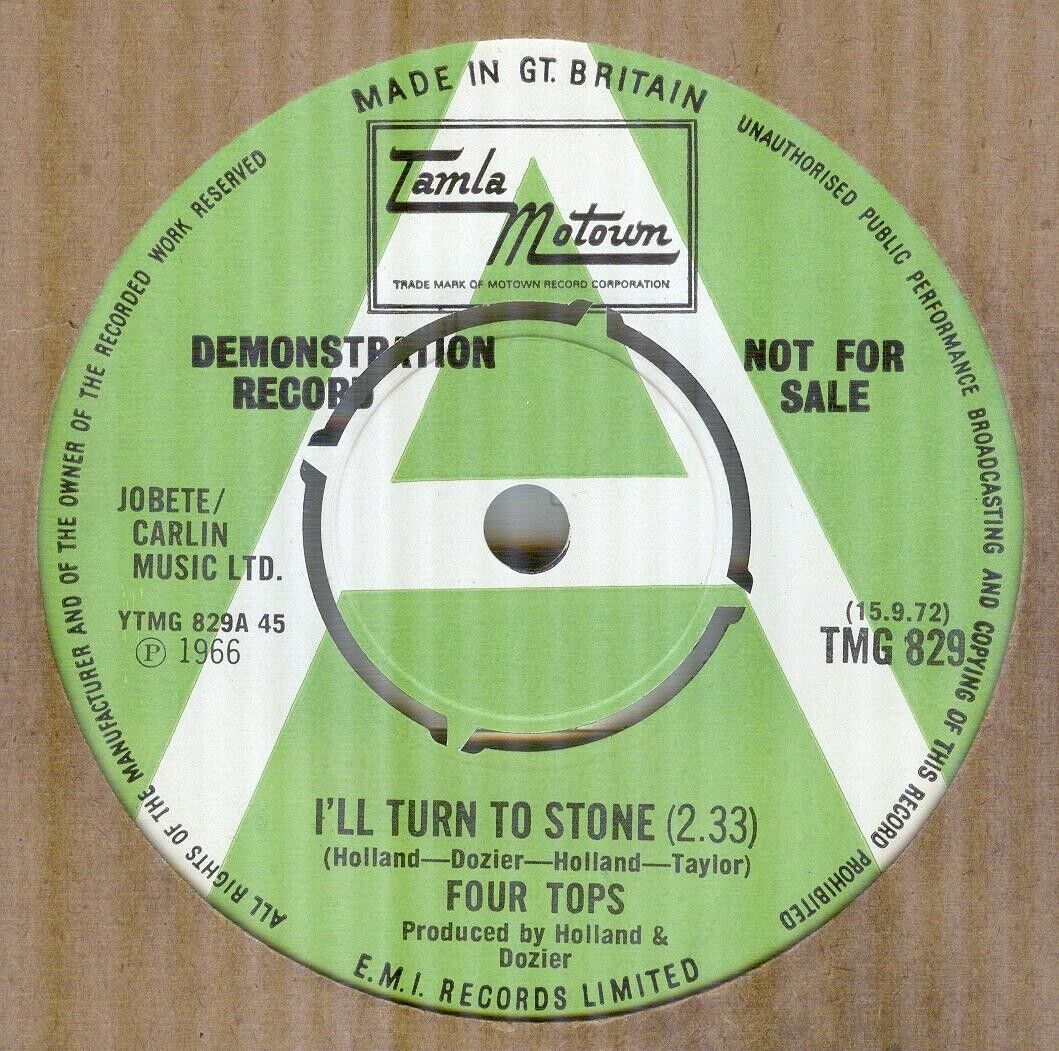 MADE IN GT. BRITAIN
Tamla
Motown
TRADE MARK OF MOTOWN RECORD CORPORATION
DEMONSTRATION
RECORD
NOT FOR
SALE
JOBETE/
CARLIN
MUSIC LTD.
YTMG 829A 45
Ⓟ 1966
(15.9.72)
TMG 829
I'LL TURN TO STONE (2.33)
(Holland—Dozier—Holland—Taylor)
FOUR TOPS
Produced by Holland &
Dozier
E.M.I. RECORDS LIMITED
ALL RIGHTS OF THE MANUFACTURER AND OF THE OWNER OF THE RECORDED WORK RESERVED
UNAUTHORISED PUBLIC PERFORMANCE BROADCASTING AND COPYING OF THIS RECORD PROHIBITED